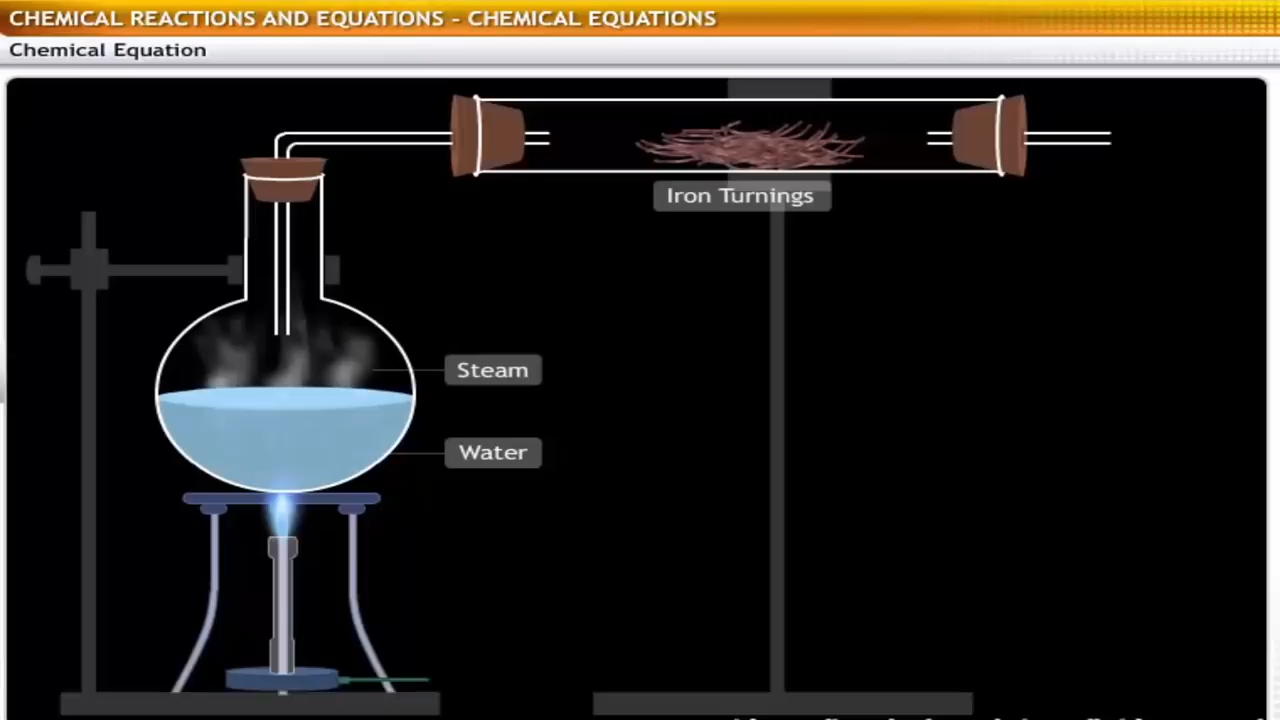 CHEMICAL REACTIONS AND EQUATIONS - CHEMICAL EQUATIONS
Chemical Equation
Iron Turnings
Steam
Water